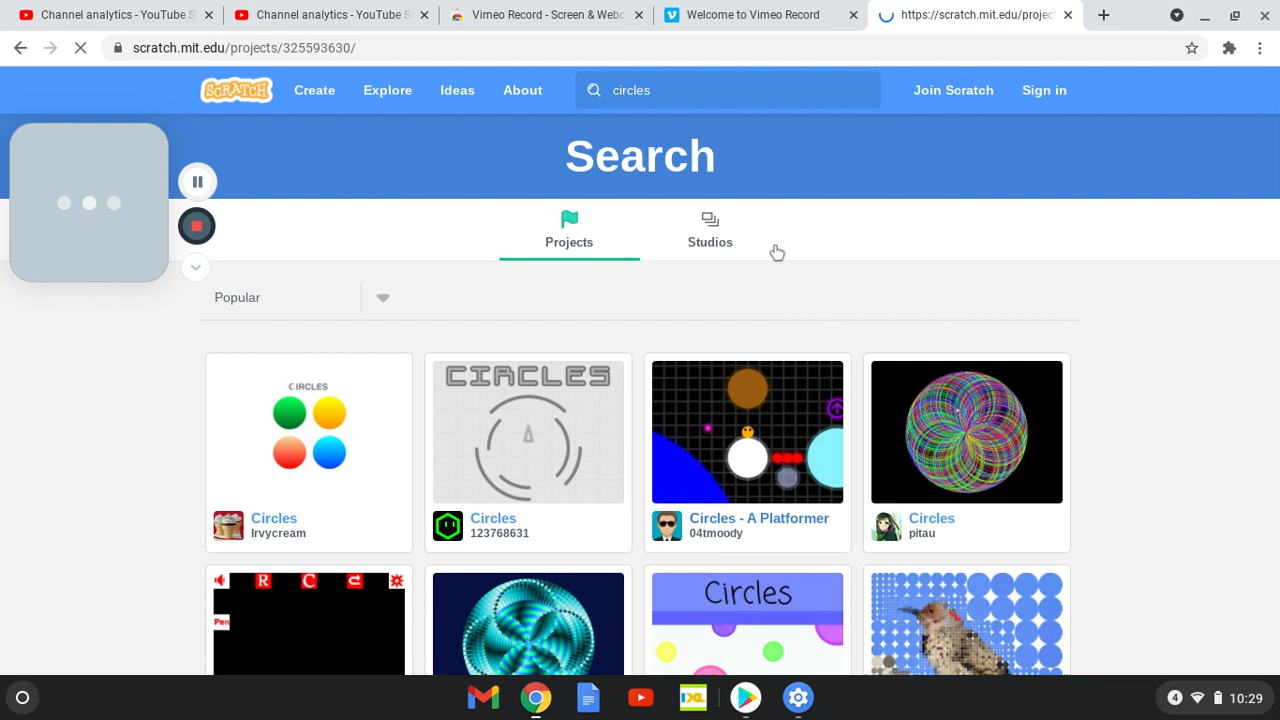 Channel analytics - YouTube S
Channel analytics - YouTube S
Vimeo Record - Screen & Webc
Welcome to Vimeo Record
https://scratch.mit.edu/project
scratch.mit.edu/projects/325593630/
SCRATCH
Create
Explore
Ideas
About
circles
Join Scratch
Sign in
Search
Projects
Studios
Popular
CIRCLES
CIRCLES
Circles
Irvycream
Circles
123768631
Circles - A Platformer
04tmoody
Circles
pitau
R
C
Pen
Circles
IXL
4
10:29